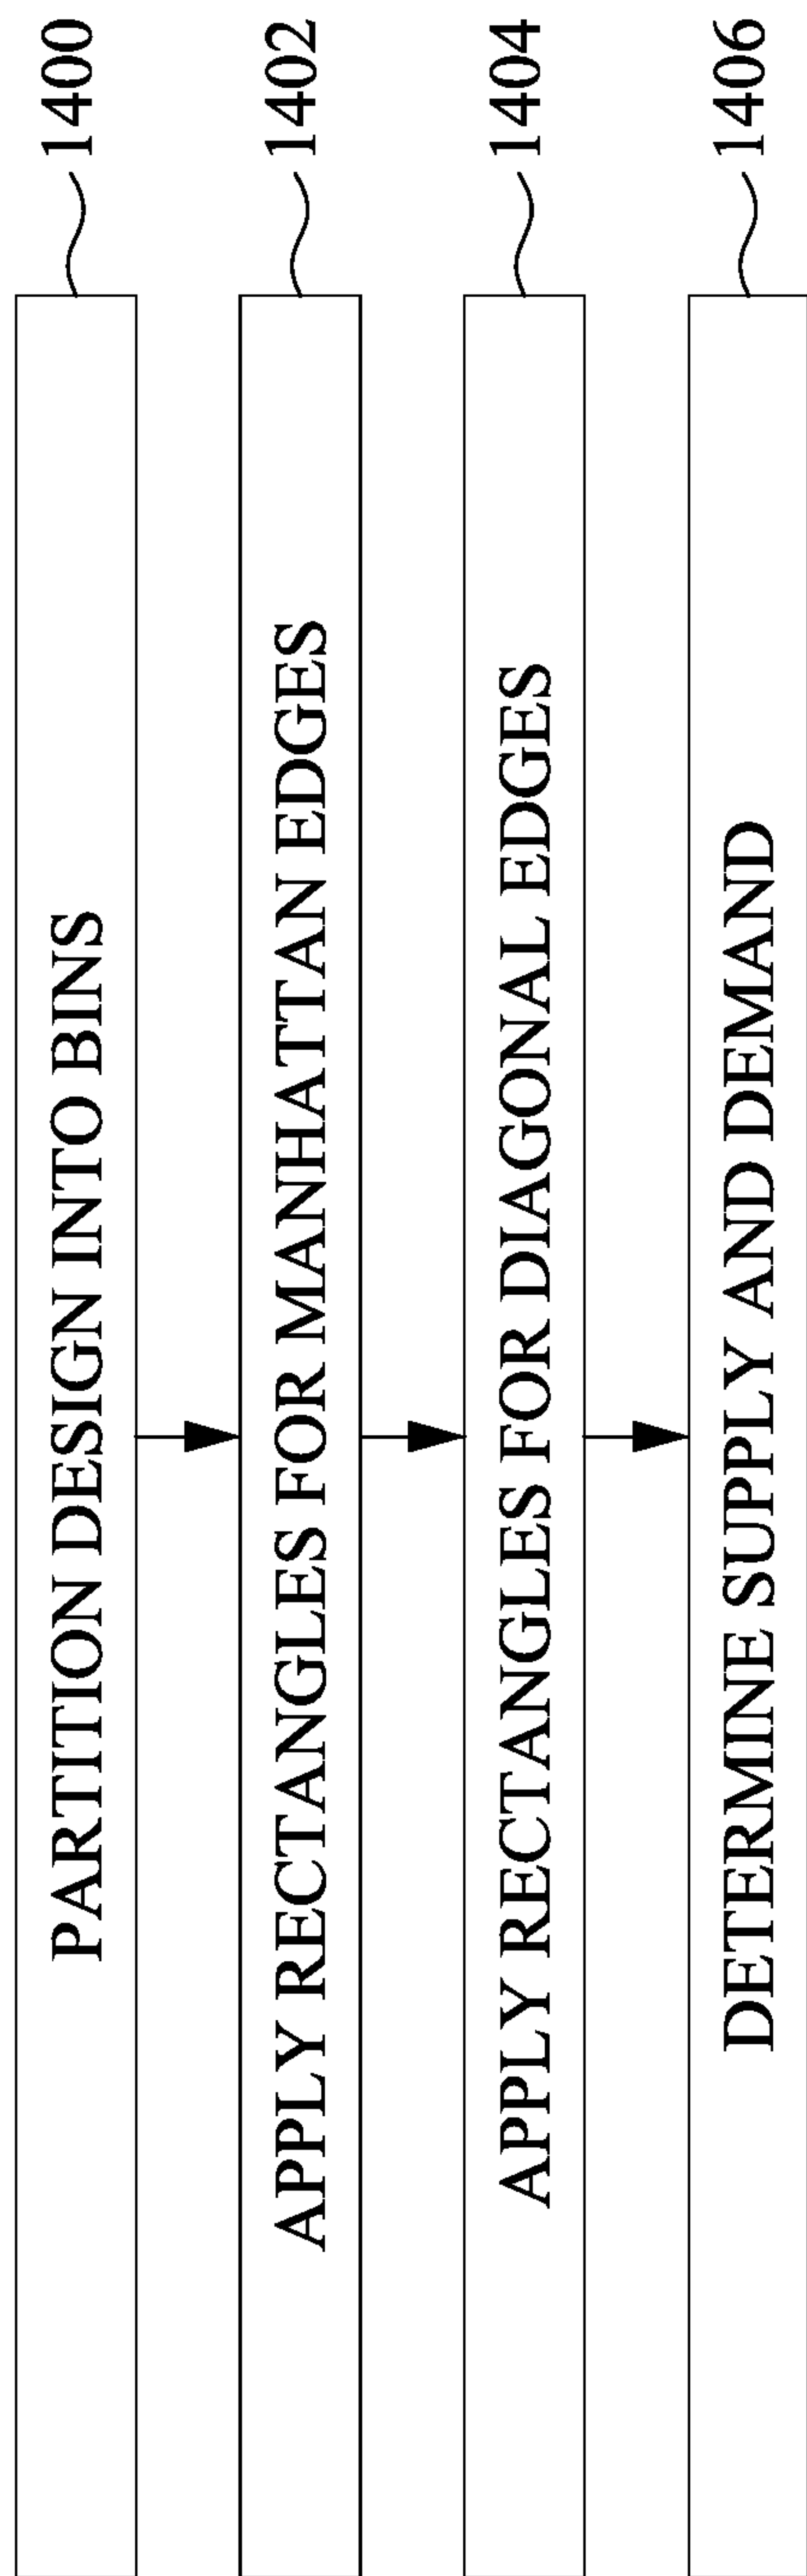 PARTITION DESIGN INTO BINS 1400
APPLY RECTANGLES FOR MANHATTAN EDGES 1402
APPLY RECTANGLES FOR DIAGONAL EDGES 1404
DETERMINE SUPPLY AND DEMAND 1406